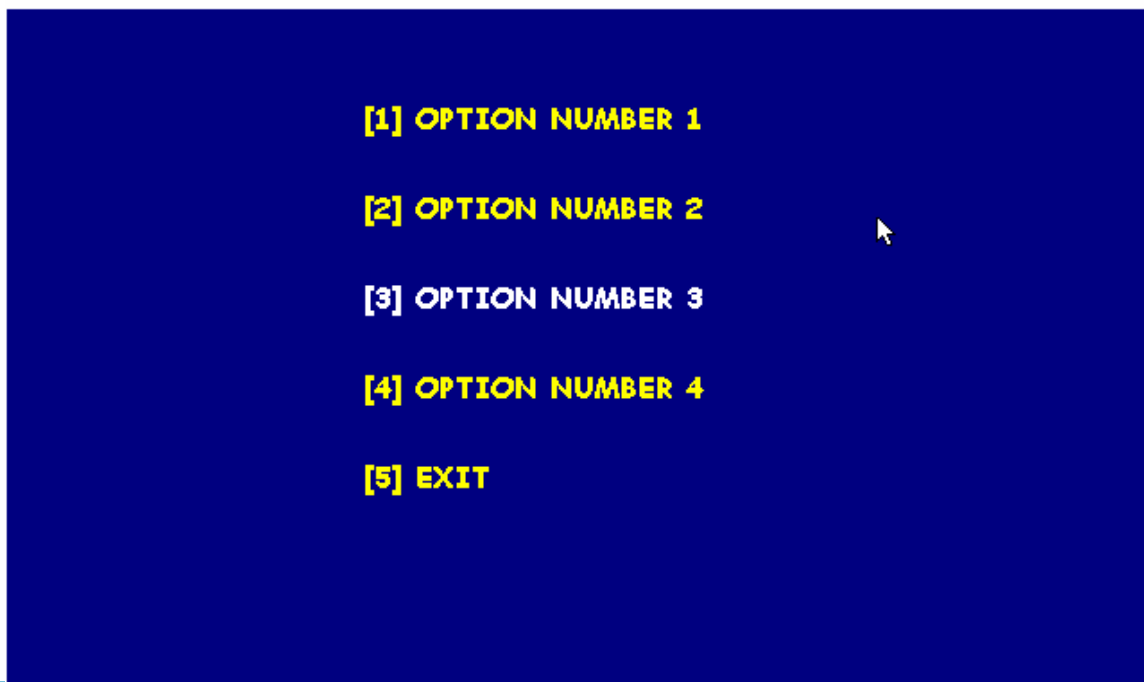 [1] OPTION NUMBER 1
[2] OPTION NUMBER 2
[3] OPTION NUMBER 3
[4] OPTION NUMBER 4
[5] EXIT